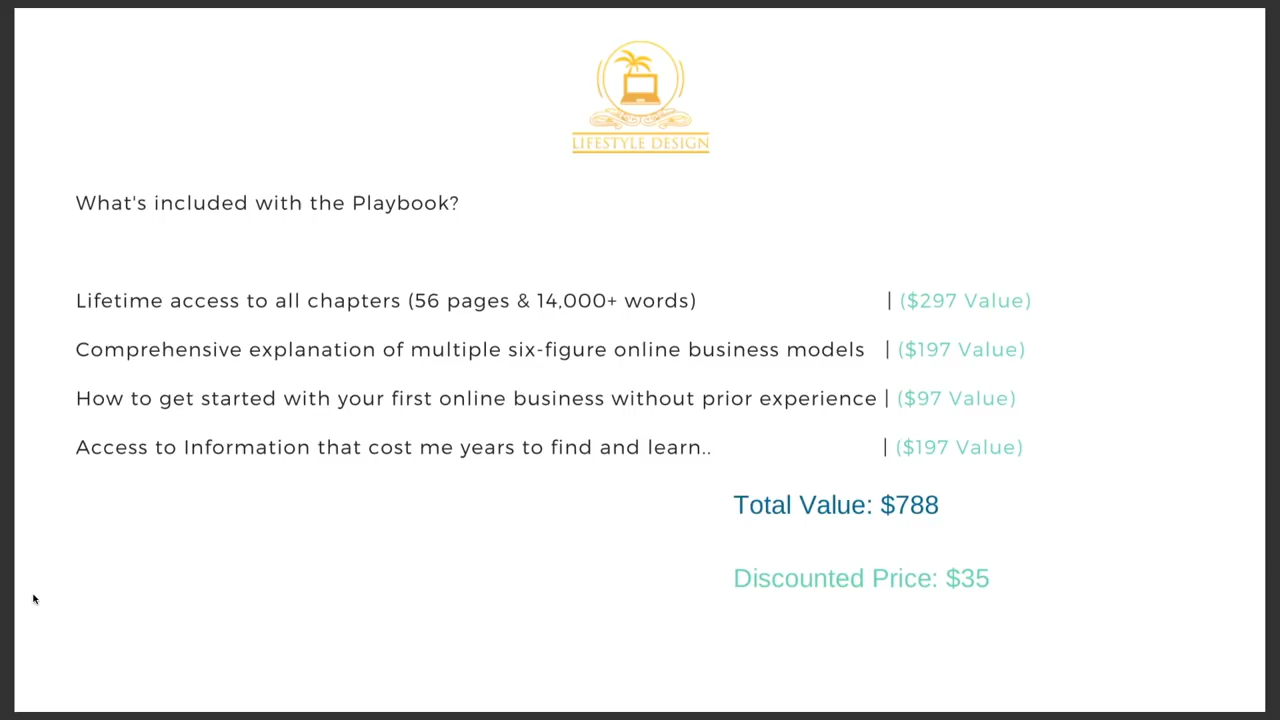 LIFESTYLE DESIGN
What's included with the Playbook?
Lifetime access to all chapters (56 pages & 14,000+ words) | ($297 Value)
Comprehensive explanation of multiple six-figure online business models | ($197 Value)
How to get started with your first online business without prior experience | ($97 Value)
Access to Information that cost me years to find and learn.. | ($197 Value)
Total Value: $788
Discounted Price: $35